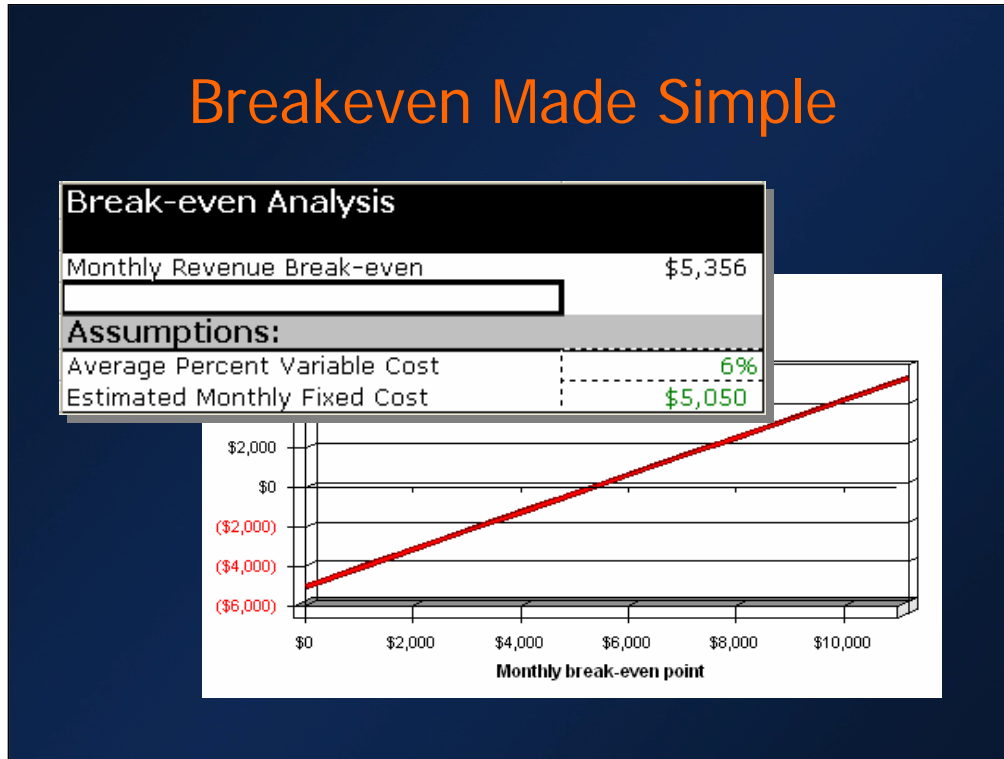 Breakeven Made Simple
Break-even Analysis
Monthly Revenue Break-even $5,356
Assumptions:
Average Percent Variable Cost 6%
Estimated Monthly Fixed Cost $5,050
$2,000
$0
($2,000)
($4,000)
($6,000)
$0 $2,000 $4,000 $6,000 $8,000 $10,000
Monthly break-even point